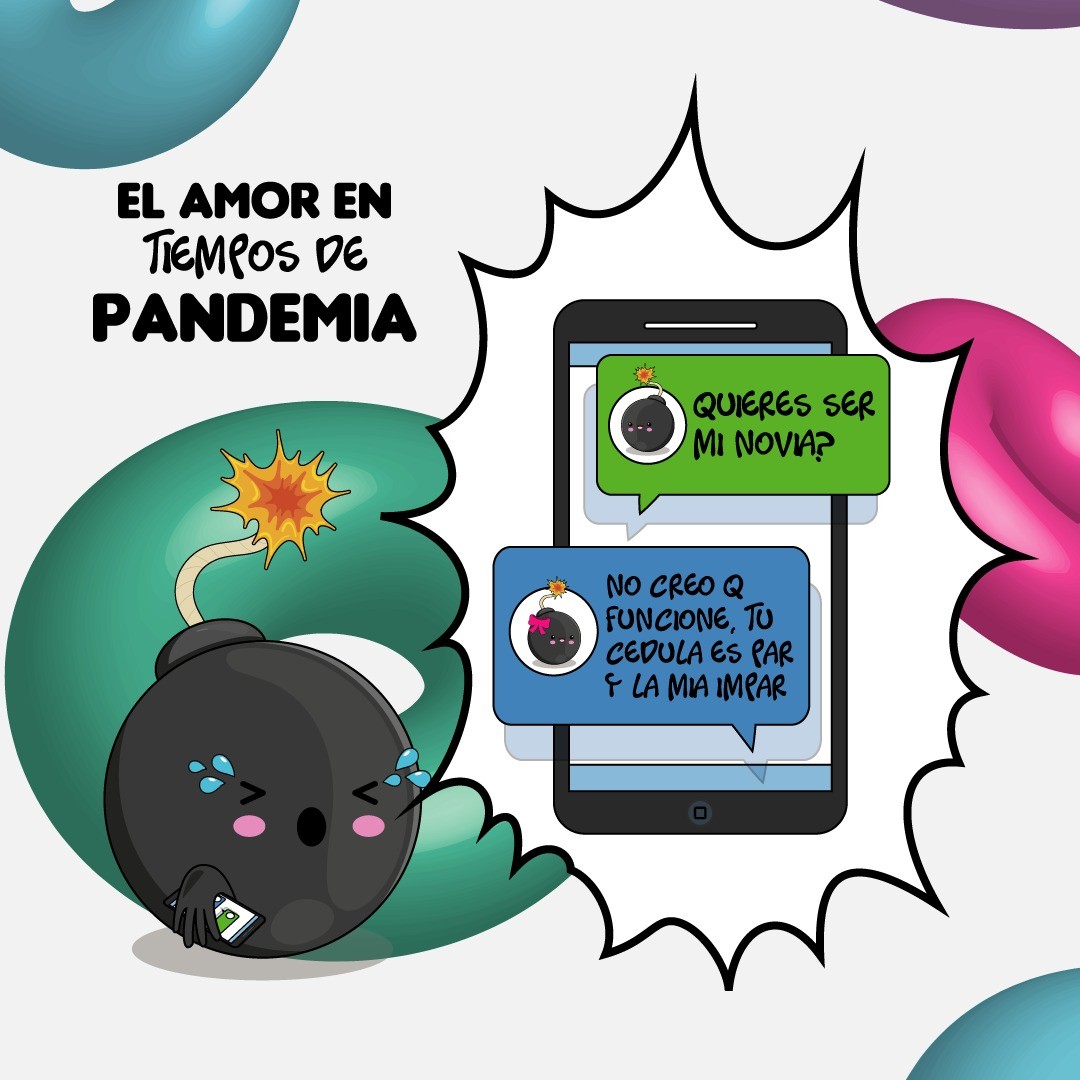 EL AMOR EN
TIEMPOS DE
PANDEMIA
QUIERES SER
MI NOVIA?
NO CREO Q
FUNCIONE, TU
CEDULA ES PAR
Y LA MIA IMPAR